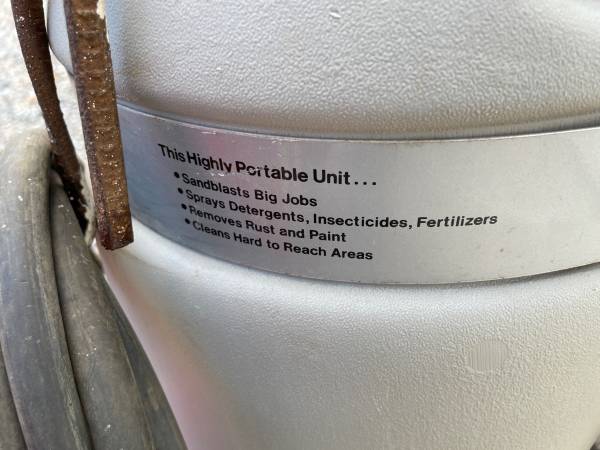 This Highly Portable Unit...
•Sandblasts Big Jobs
•Sprays Detergents, Insecticides, Fertilizers
•Removes Rust and Paint
•Cleans Hard to Reach Areas